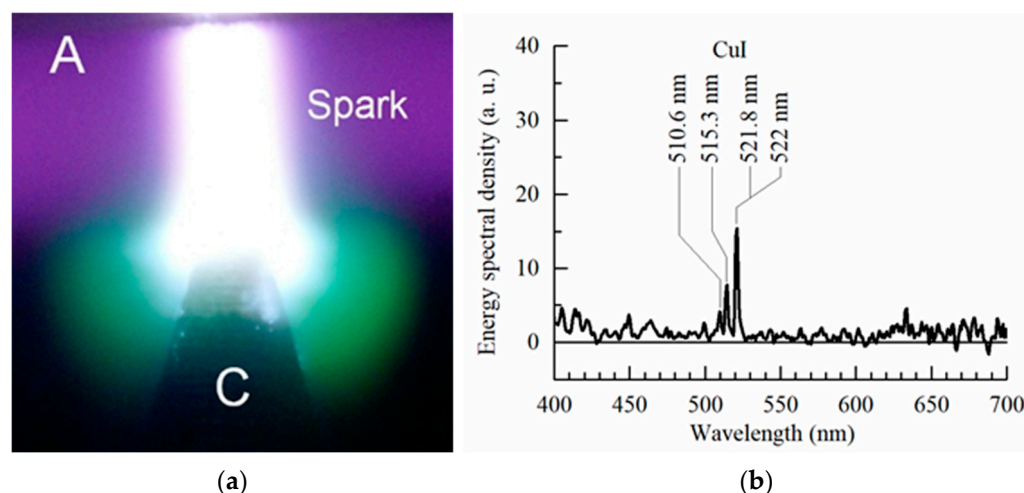 A
Spark
C
(a)
CuI
510.6 nm
515.3 nm
521.8 nm
522 nm
Energy spectral density (a. u.)
40
30
20
10
0
400 450 500 550 600 650 700
Wavelength (nm)
(b)